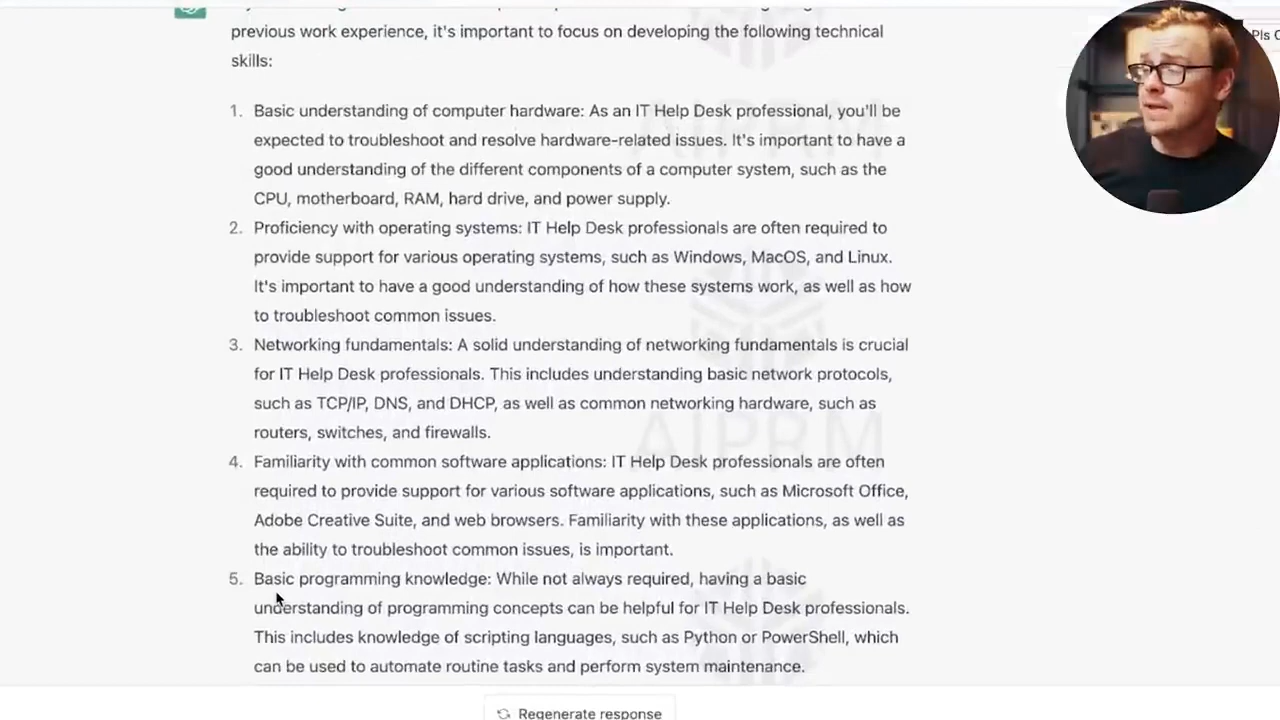 previous work experience, it's important to focus on developing the following technical
skills:
1. Basic understanding of computer hardware: As an IT Help Desk professional, you'll be
expected to troubleshoot and resolve hardware-related issues. It's important to have a
good understanding of the different components of a computer system, such as the
CPU, motherboard, RAM, hard drive, and power supply.
2. Proficiency with operating systems: IT Help Desk professionals are often required to
provide support for various operating systems, such as Windows, MacOS, and Linux.
It's important to have a good understanding of how these systems work, as well as how
to troubleshoot common issues.
3. Networking fundamentals: A solid understanding of networking fundamentals is crucial
for IT Help Desk professionals. This includes understanding basic network protocols,
such as TCP/IP, DNS, and DHCP, as well as common networking hardware, such as
routers, switches, and firewalls.
4. Familiarity with common software applications: IT Help Desk professionals are often
required to provide support for various software applications, such as Microsoft Office,
Adobe Creative Suite, and web browsers. Familiarity with these applications, as well as
the ability to troubleshoot common issues, is important.
5. Basic programming knowledge: While not always required, having a basic
understanding of programming concepts can be helpful for IT Help Desk professionals.
This includes knowledge of scripting languages, such as Python or PowerShell, which
can be used to automate routine tasks and perform system maintenance.
Regenerate response
Pls
AIPRM
AIPRM